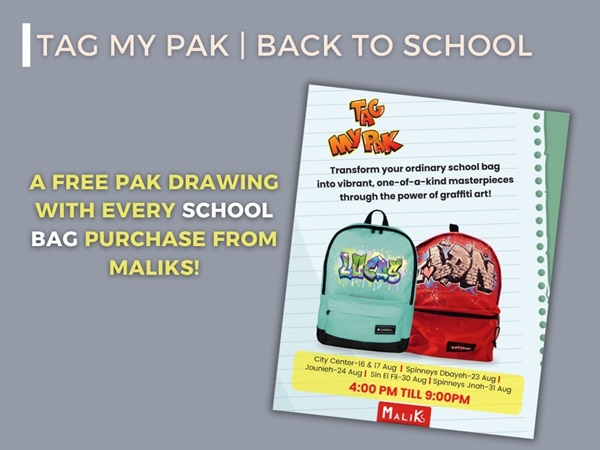 TAG MY PAK | BACK TO SCHOOL
A FREE PAK DRAWING
WITH EVERY SCHOOL
BAG PURCHASE FROM
MALIKS!
TAG
MY PAK
Transform your ordinary school bag
into vibrant, one-of-a-kind masterpieces
through the power of graffiti art!
City Center-16 & 17 Aug | Spinneys Dbayeh-23 Aug |
Jounieh-24 Aug | Sin El Fil-30 Aug | Spinneys Jnah-31 Aug
4:00 PM TILL 9:00PM
MALIKS